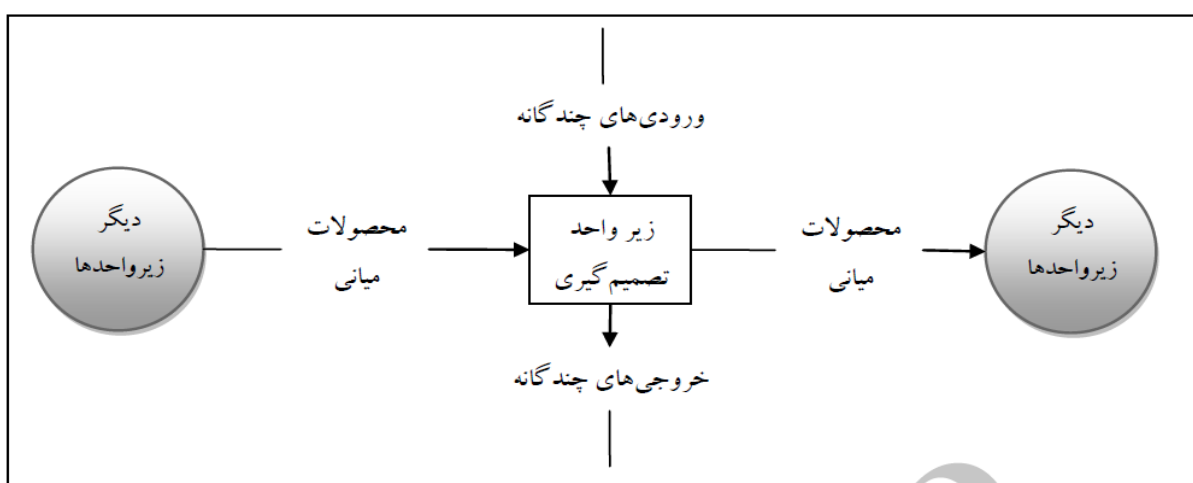 ورودی‌های چندگانه
دیگر
زیرواحدها
محصولات
میانی
زیر واحد
تصمیم‌گیری
محصولات
میانی
دیگر
زیرواحدها
خروجی‌های چندگانه